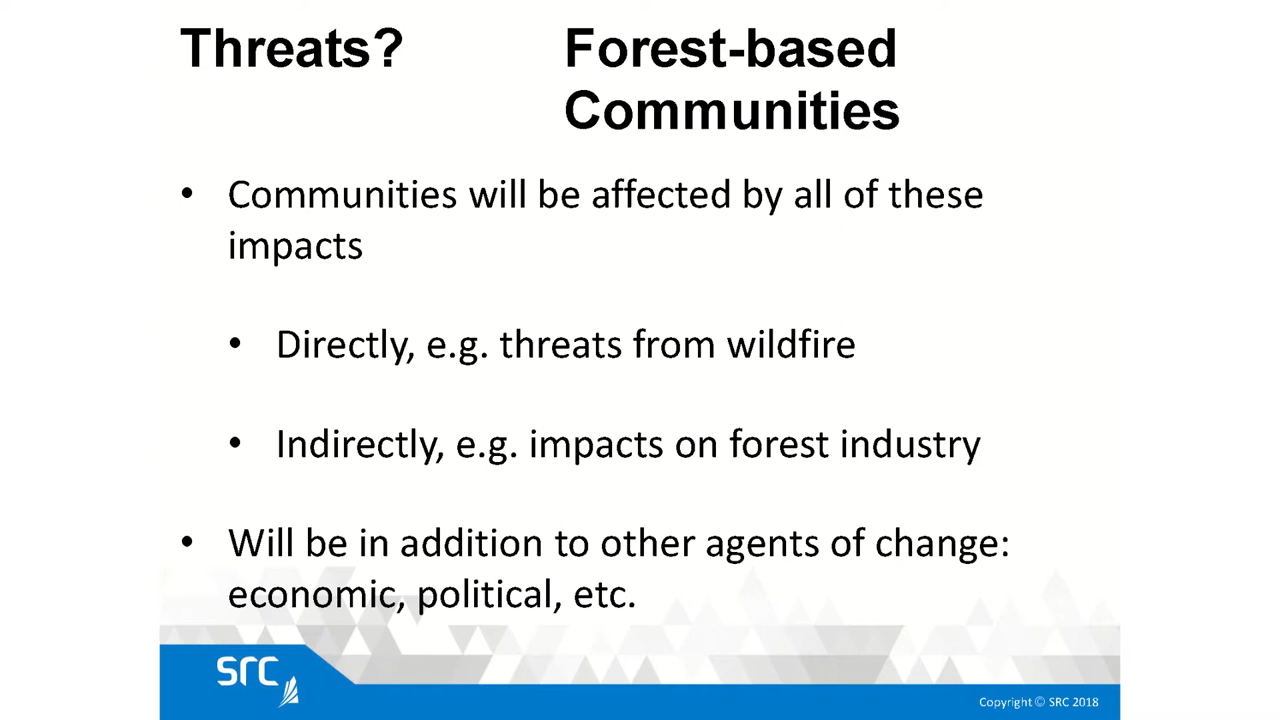 Threats? Forest-based
Communities
• Communities will be affected by all of these
impacts
• Directly, e.g. threats from wildfire
• Indirectly, e.g. impacts on forest industry
• Will be in addition to other agents of change:
economic, political, etc.
src
Copyright © SRC 2018